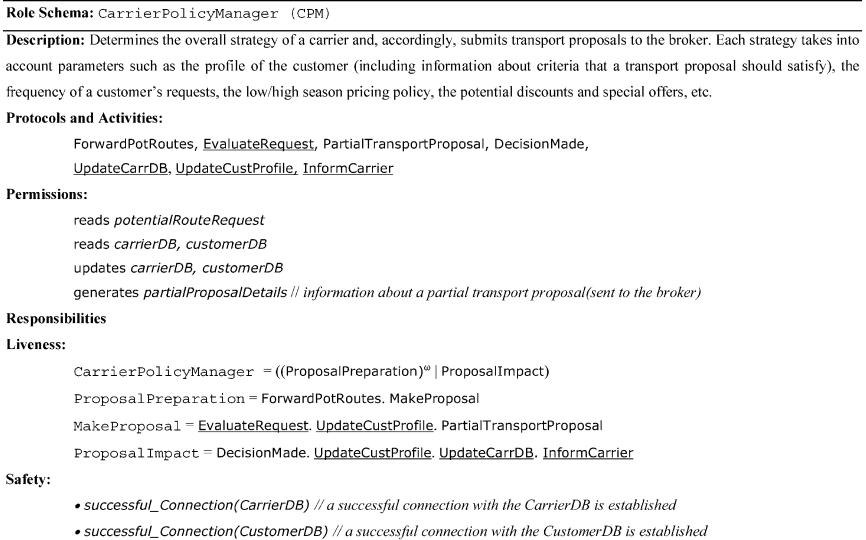 Role Schema: CarrierPolicyManager (CPM)
Description: Determines the overall strategy of a carrier and, accordingly, submits transport proposals to the broker. Each strategy takes into
account parameters such as the profile of the customer (including information about criteria that a transport proposal should satisfy), the
frequency of a customer's requests, the low/high season pricing policy, the potential discounts and special offers, etc.
Protocols and Activities:
ForwardPotRoutes, EvaluateRequest, PartialTransportProposal, DecisionMade,
UpdateCarrDB, UpdateCustProfile, InformCarrier
Permissions:
reads potentialRouteRequest
reads carrierDB, customerDB
updates carrierDB, customerDB
generates partialProposalDetails // information about a partial transport proposal(sent to the broker)
Responsibilities
Liveness:
CarrierPolicyManager = ((ProposalPreparation)^ω | ProposalImpact)
ProposalPreparation = ForwardPotRoutes. MakeProposal
MakeProposal = EvaluateRequest. UpdateCustProfile. PartialTransportProposal
ProposalImpact = DecisionMade. UpdateCustProfile. UpdateCarrDB. InformCarrier
Safety:
• successful_Connection(CarrierDB) // a successful connection with the CarrierDB is established
• successful_Connection(CustomerDB) // a successful connection with the CustomerDB is established